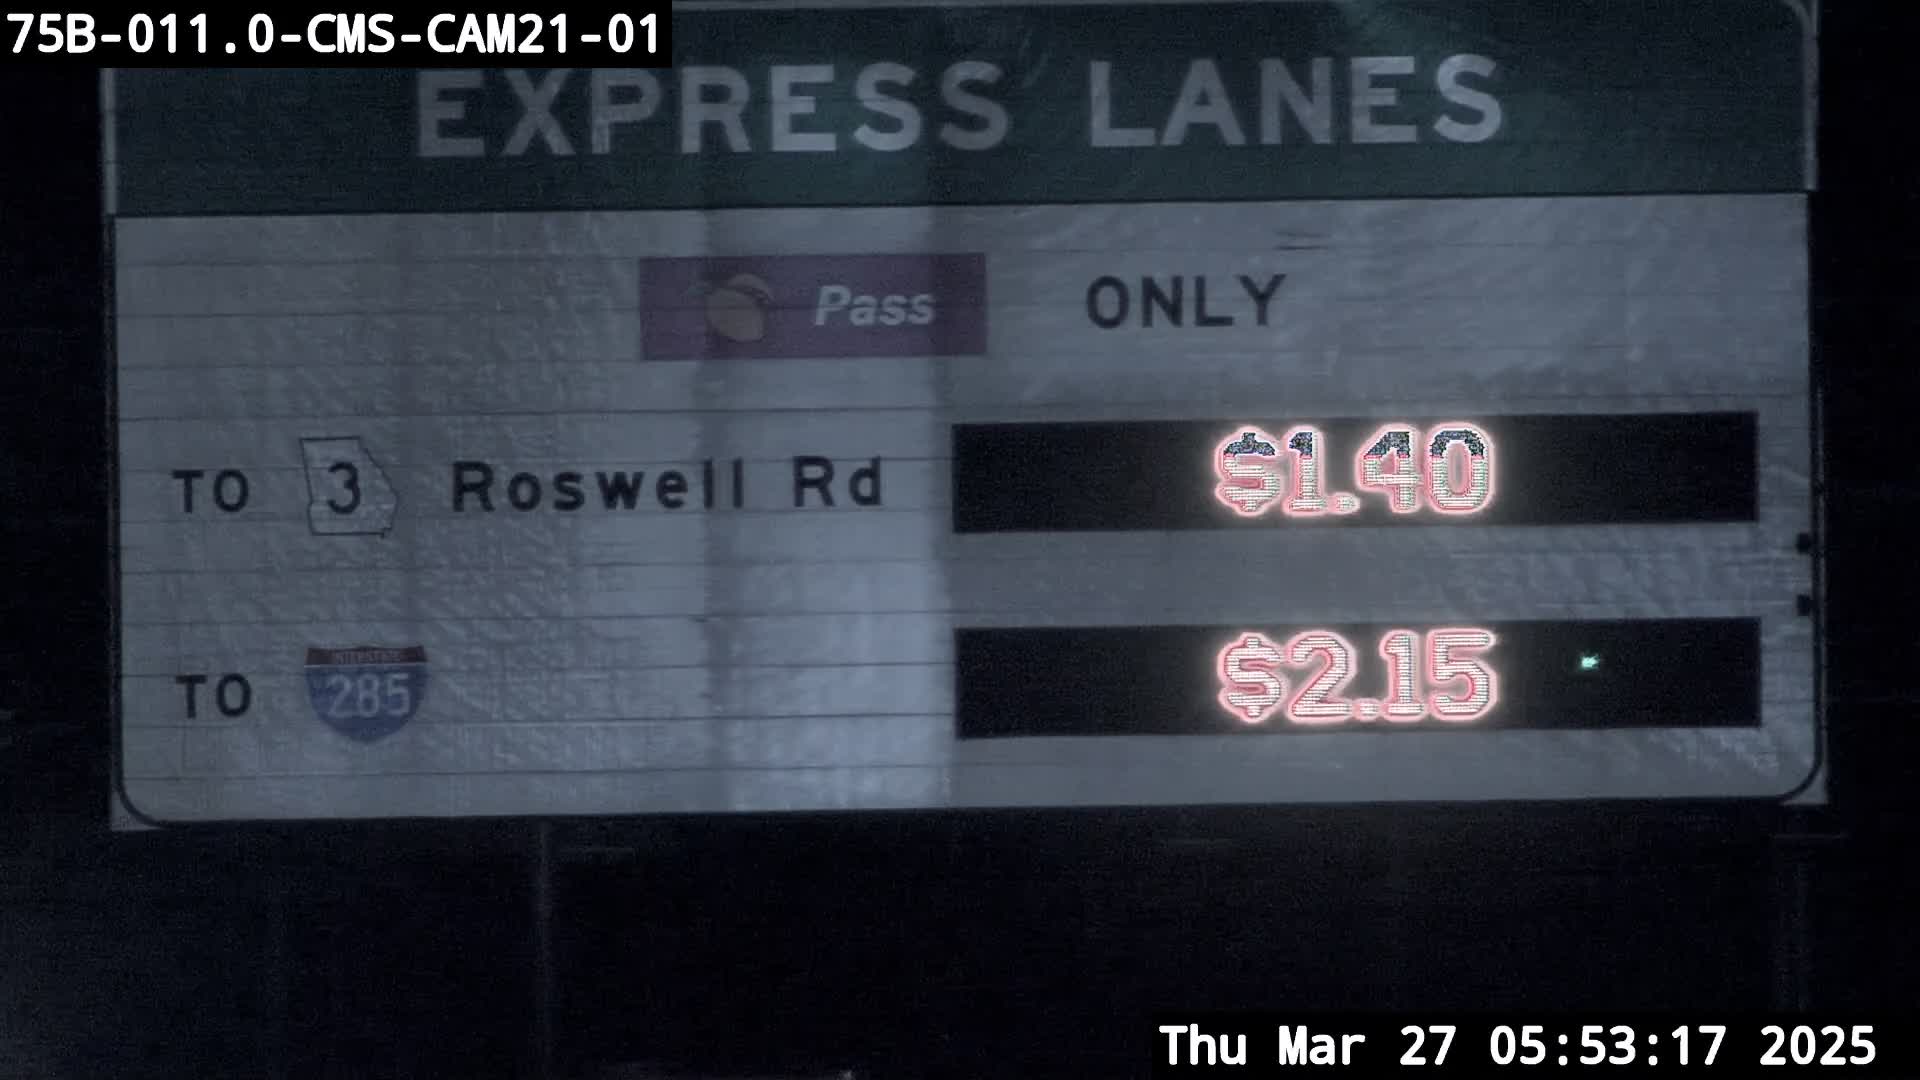 75B-011.0-CMS-CAM21-01
EXPRESS LANES
Pass ONLY
TO 3 Roswell Rd $1.40
TO INTERSTATE 285 $2.15
Thu Mar 27 05:53:17 2025